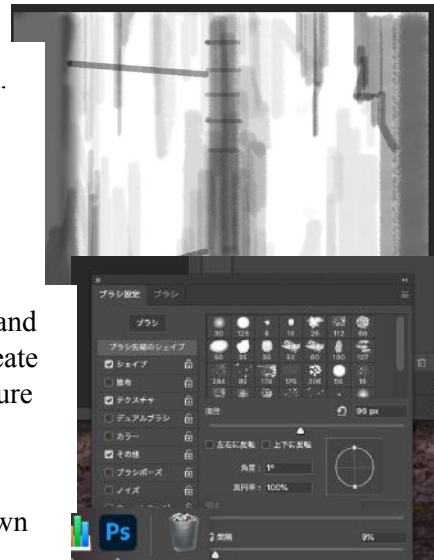 and
eate
ure
wn
ブラシ設定 ブラシ
ブラシ
ブラシ先端のシェイプ
シェイプ
散布
テクスチャ
デュアルブラシ
カラー
その他
ブラシポーズ
ノイズ
30 123 8 10 25 112 60
50 25 30 50 60 100 127
284 80 174 175 306 50 16
直径 95 px
左右に反転 上下に反転
角度: 1°
真円率: 100%
間隔 9%
Ps